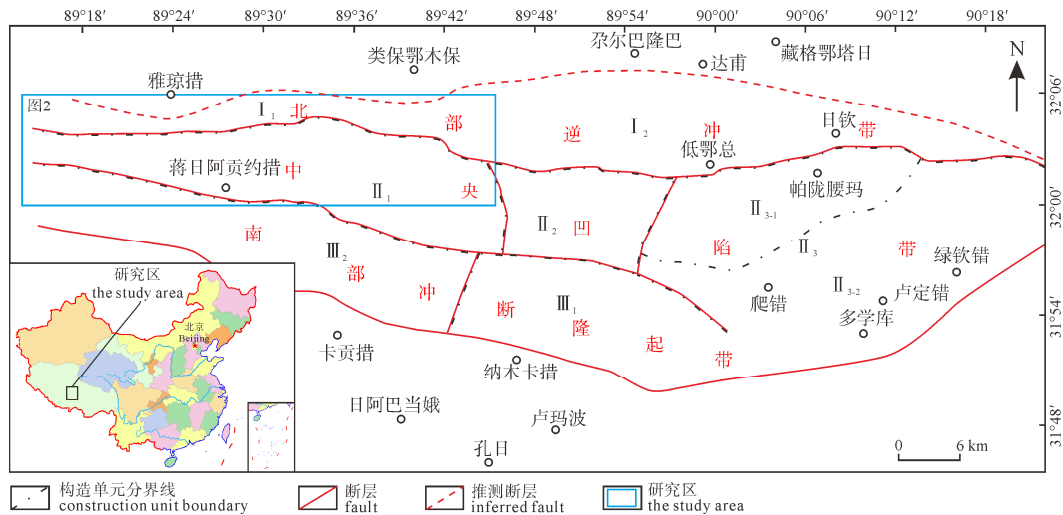 89°18′ 89°24′ 89°30′ 89°36′ 89°42′ 89°48′ 89°54′ 90°00′ 90°06′ 90°12′ 90°18′
尕尔巴隆巴
藏格鄂塔日
类保鄂木保
达甫
N
雅琼措
32°06′
图2
Ⅰ₁
北部逆冲带
Ⅰ₂
日钦
低鄂总
蒋日阿贡约措
中央凹陷带
帕陇腰玛
Ⅱ₁
Ⅱ₂
Ⅱ₃₋₁
32°00′
Ⅱ₃
南部冲断隆起带
Ⅲ₂
绿钦错
Ⅱ₃₋₂
卢定错
爬错
Ⅲ₁
多学库
31°54′
研究区
the study area
北京
Beijing
卡贡措
纳木卡措
日阿巴当娥
卢玛波
31°48′
孔日
0 6 km
构造单元分界线
construction unit boundary
断层
fault
推测断层
inferred fault
研究区
the study area